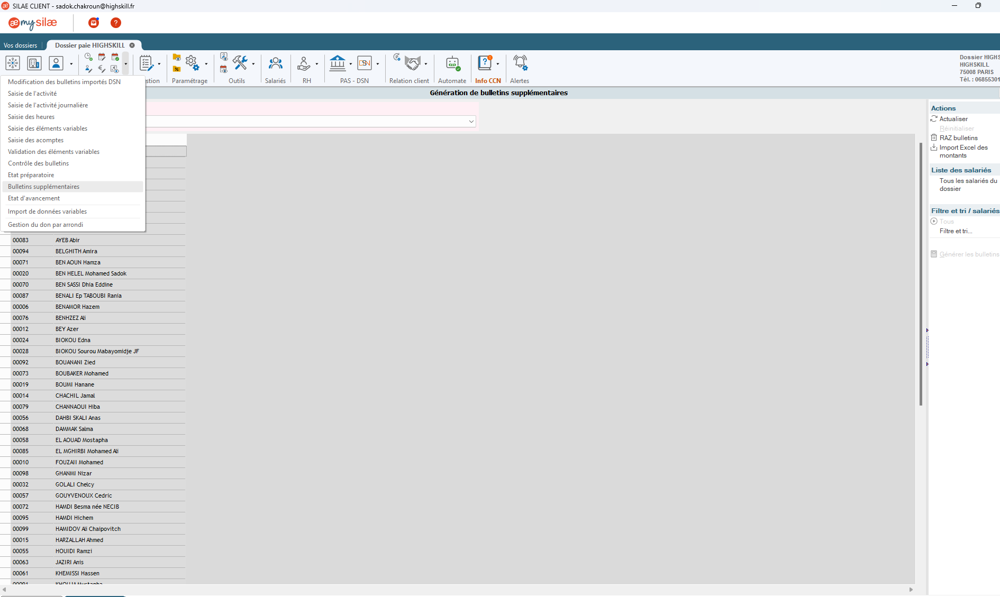 SILAE CLIENT - sadok.chakroun@highskill.fr
æ my silæ
?
Vos dossiers
Dossier paie HIGHSKILL
stion
Paramétrage
Outils
Salariés
RH
DSN
PAS - DSN
Relation client
Automate
Info CCN
Alertes
Dossier HIGHS
HIGHSKILL
75008 PARIS
Tél. : 06855301
Modification des bulletins importés DSN
Saisie de l'activité
Saisie de l'activité journalière
Saisie des heures
Saisie des éléments variables
Saisie des acomptes
Validation des éléments variables
Contrôle des bulletins
Etat préparatoire
Bulletins supplémentaires
Etat d'avancement
Import de données variables
Gestion du don par arrondi
Génération de bulletins supplémentaires
00083 AYEB Abir
00094 BELGHITH Amira
00071 BEN AOUN Hamza
00020 BEN HELEL Mohamed Sadok
00070 BEN SASSI Dhia Eddine
00087 BENALI Ep TABOUBI Rania
00006 BENAMOR Hazem
00076 BENHZEZ Ali
00012 BEY Azer
00024 BIOKOU Edna
00028 BIOKOU Sourou Mabayomidje JF
00092 BOUANANI Zied
00073 BOUBAKER Mohamed
00019 BOUMI Hanane
00014 CHACHIL Jamal
00079 CHANNAOUI Hiba
00056 DAHBI SKALI Anas
00068 DAMMAK Salma
00058 EL AOUAD Mostapha
00085 EL MGHIRBI Mohamed Ali
00010 FOUZAII Mohamed
00098 GHANMI Nizar
00032 GOLALI Chelcy
00057 GOUYVENOUX Cedric
00072 HAMDI Besma née NECIB
00095 HAMDI Hichem
00099 HAMIDOV Ali Chaipovitch
00015 HARZALLAH Ahmed
00055 HOUIDI Ramzi
00063 JAZIRI Anis
00061 KHEMISSI Hassen
Actions
Actualiser
Réinitialiser
RAZ bulletins
Import Excel des
montants
Liste des salariés
Tous les salariés du
dossier
Filtre et tri / salariés
Tous
Filtre et tri...
Générer les bulletins